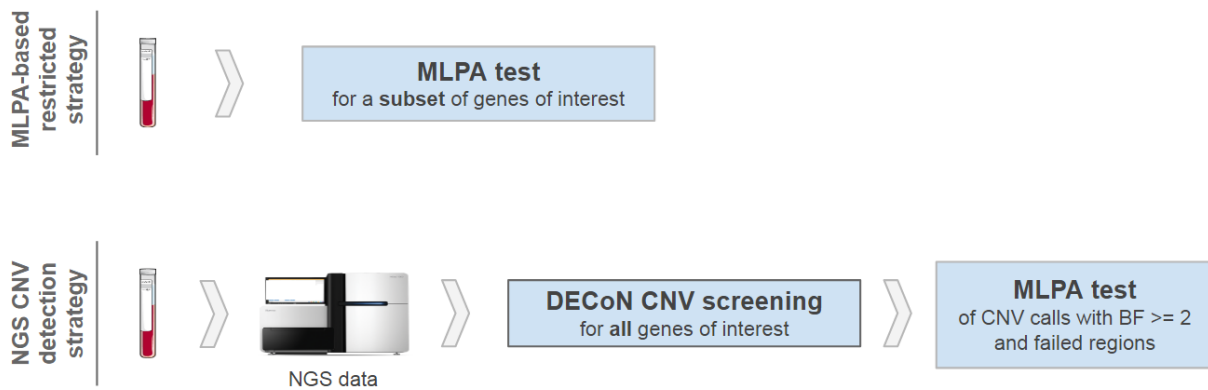 MLPA-based
restricted
strategy
MLPA test
for a subset of genes of interest
NGS CNV
detection
strategy
NGS data
DECoN CNV screening
for all genes of interest
MLPA test
of CNV calls with BF >= 2
and failed regions